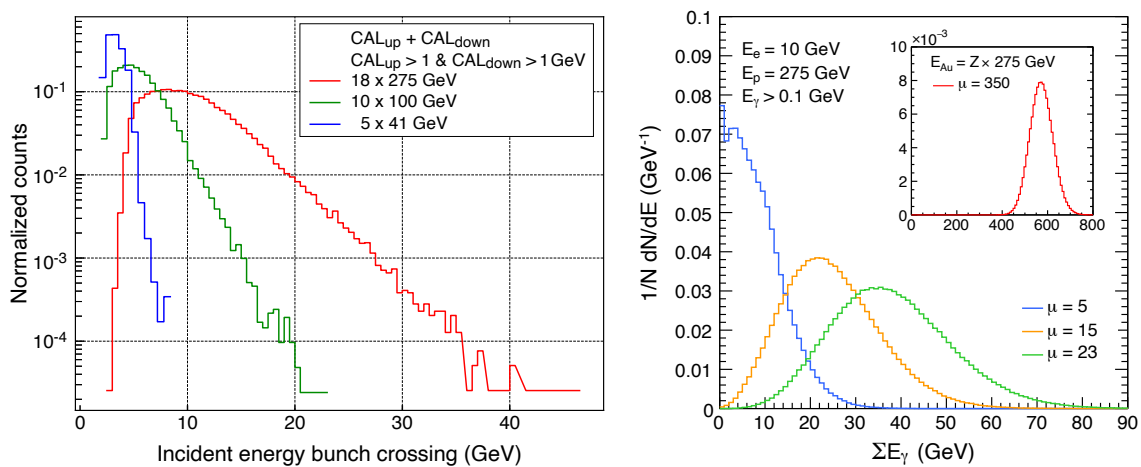 CAL_up + CAL_down
CAL_up > 1 & CAL_down > 1 GeV
18 x 275 GeV
10 x 100 GeV
5 x 41 GeV
10⁻¹
10⁻²
10⁻³
10⁻⁴
Normalized counts
0
10
20
30
40
Incident energy bunch crossing (GeV)
0.1
0.09
0.08
0.07
0.06
0.05
0.04
0.03
0.02
0.01
0
1/N dN/dE (GeV⁻¹)
E_e = 10 GeV
E_p = 275 GeV
E_γ > 0.1 GeV
×10⁻³
8
6
4
2
0
E_Au = Z × 275 GeV
μ = 350
0 200 400 600 800
μ = 5
μ = 15
μ = 23
0 10 20 30 40 50 60 70 80 90
ΣE_γ (GeV)